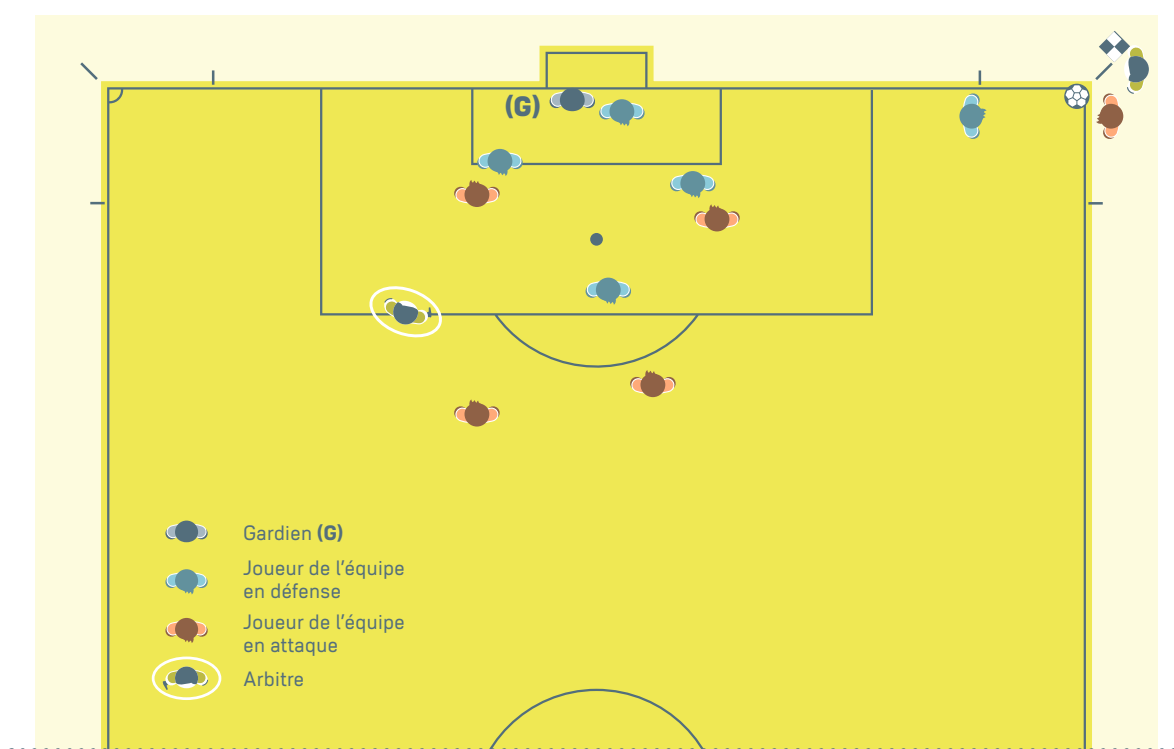 (G)
Gardien (G)
Joueur de l'équipe
en défense
Joueur de l'équipe
en attaque
Arbitre